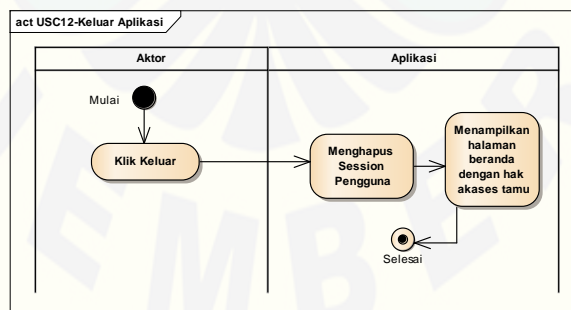 act USC12-Keluar Aplikasi
Aktor
Aplikasi
Mulai
Klik Keluar
Menghapus
Session
Pengguna
Menampilkan
halaman
beranda
dengan hak
akases tamu
Selesai